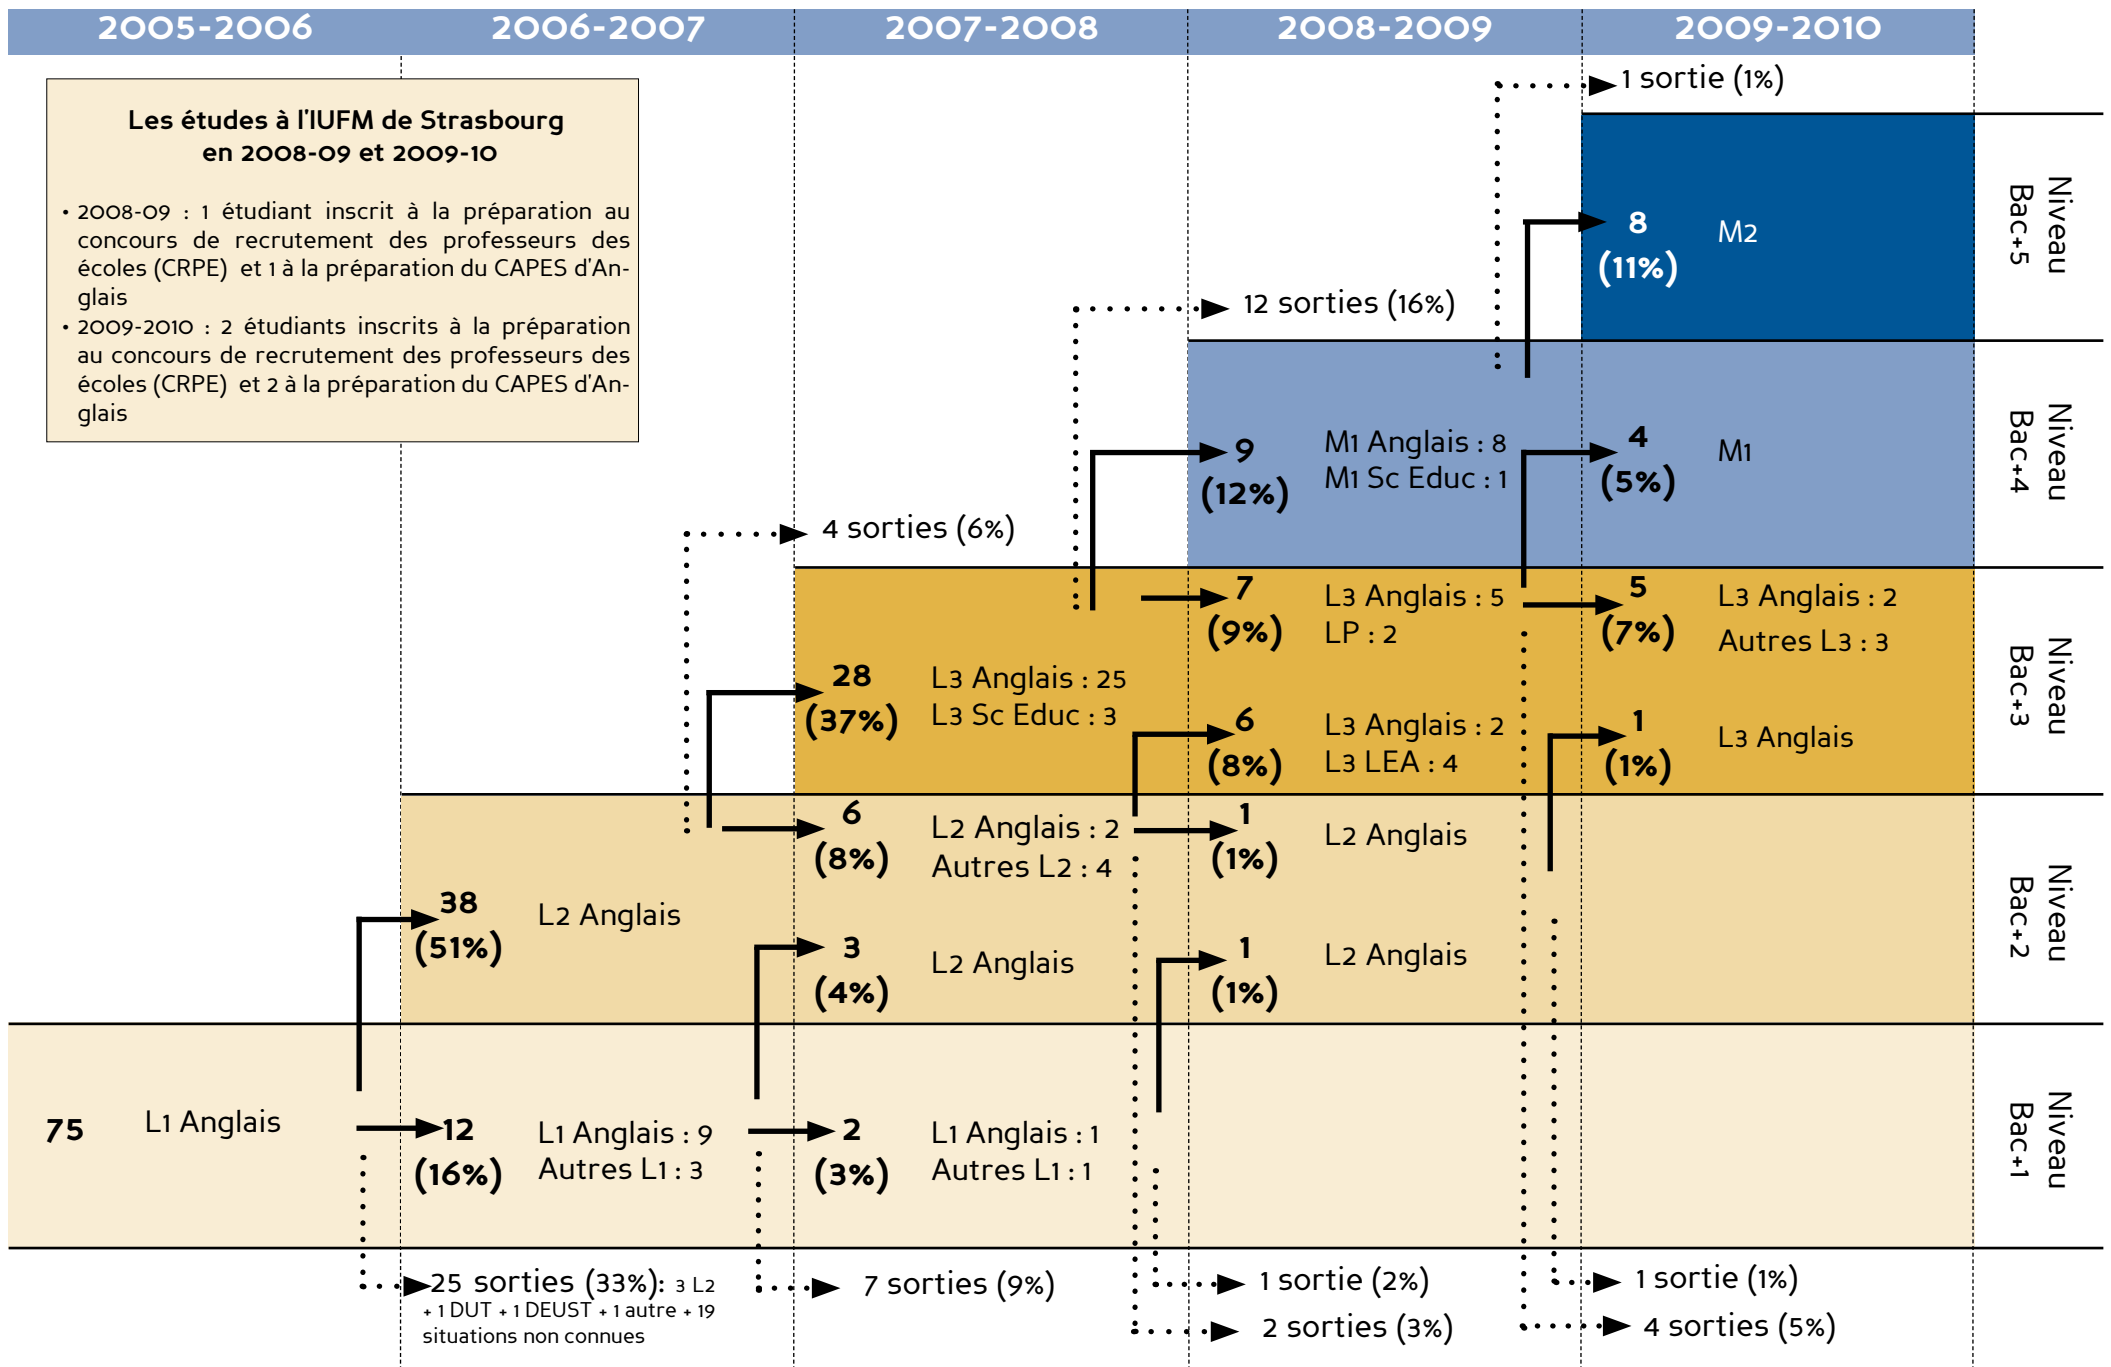 2005-2006
2006-2007
2007-2008
2008-2009
2009-2010
Les études à l'IUFM de Strasbourg
en 2008-09 et 2009-10
• 2008-09 : 1 étudiant inscrit à la préparation au
concours de recrutement des professeurs des
écoles (CRPE) et 1 à la préparation du CAPES d'An-
glais
• 2009-2010 : 2 étudiants inscrits à la préparation
au concours de recrutement des professeurs des
écoles (CRPE) et 2 à la préparation du CAPES d'An-
glais
1 sortie (1%)
8
(11%)
M2
Niveau
Bac+5
12 sorties (16%)
9
(12%)
M1 Anglais : 8
M1 Sc Educ : 1
4
(5%)
M1
Niveau
Bac+4
4 sorties (6%)
28
(37%)
L3 Anglais : 25
L3 Sc Educ : 3
7
(9%)
L3 Anglais : 5
LP : 2
6
(8%)
L3 Anglais : 2
L3 LEA : 4
5
(7%)
L3 Anglais : 2
Autres L3 : 3
1
(1%)
L3 Anglais
Niveau
Bac+3
38
(51%)
L2 Anglais
6
(8%)
L2 Anglais : 2
Autres L2 : 4
3
(4%)
L2 Anglais
1
(1%)
L2 Anglais
1
(1%)
L2 Anglais
Niveau
Bac+2
75
L1 Anglais
12
(16%)
L1 Anglais : 9
Autres L1 : 3
2
(3%)
L1 Anglais : 1
Autres L1 : 1
Niveau
Bac+1
25 sorties (33%): 3 L2
+ 1 DUT + 1 DEUST + 1 autre + 19
situations non connues
7 sorties (9%)
1 sortie (2%)
2 sorties (3%)
1 sortie (1%)
4 sorties (5%)